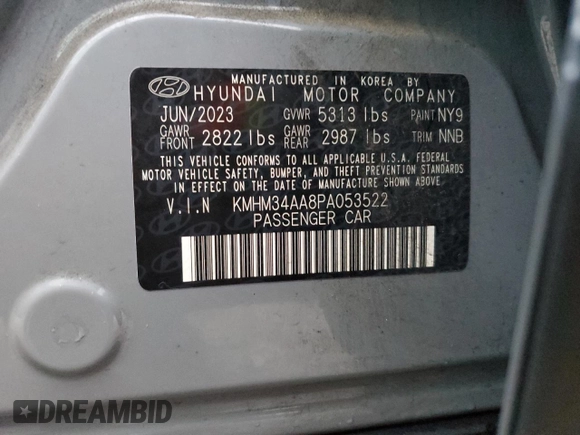 MANUFACTURED IN KOREA BY
HYUNDAI MOTOR COMPANY
JUN/2023 GVWR 5313 lbs PAINT NY9
GAWR FRONT 2822 lbs GAWR REAR 2987 lbs TRIM NNB
THIS VEHICLE CONFORMS TO ALL APPLICABLE U.S.A. FEDERAL
MOTOR VEHICLE SAFETY, BUMPER, AND THEFT PREVENTION STANDARDS
IN EFFECT ON THE DATE OF MANUFACTURE SHOWN ABOVE.
V.I.N KMHM34AA8PA053522
PASSENGER CAR
DREAMBID